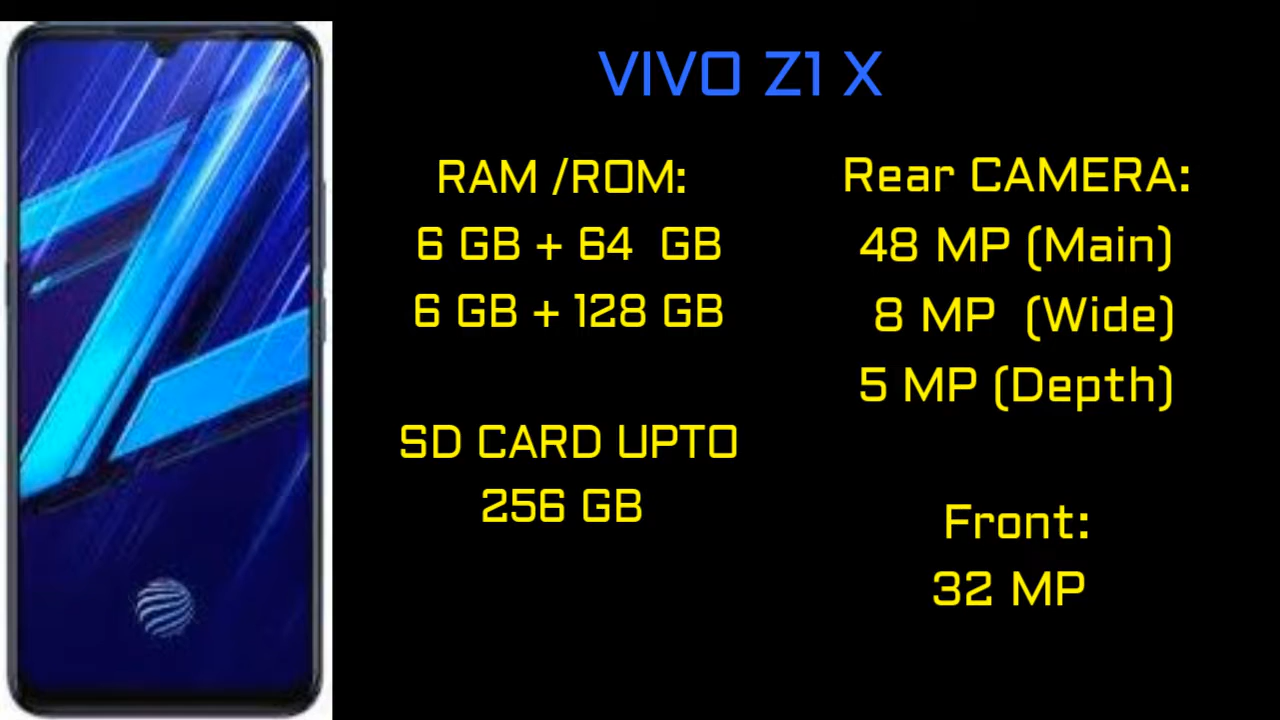 VIVO Z1 X
RAM /ROM:
6 GB + 64 GB
6 GB + 128 GB
SD CARD UPTO
256 GB
Rear CAMERA:
48 MP (Main)
8 MP (Wide)
5 MP (Depth)
Front:
32 MP